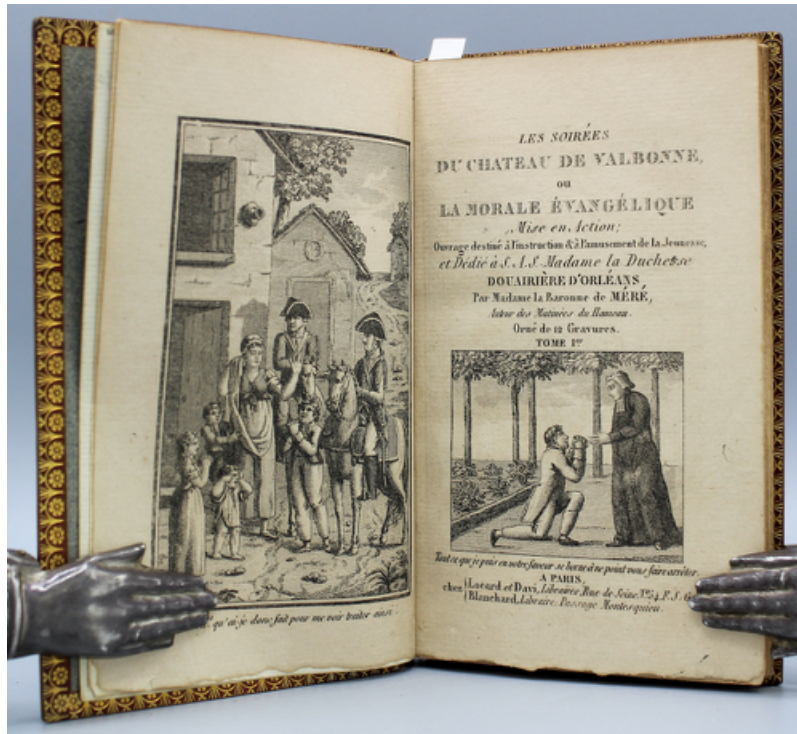 qu'ai-je donc fait pour me voir traiter ainsi.
LES SOIRÉES
DU CHATEAU DE VALBONNE,
ou
LA MORALE ÉVANGÉLIQUE
Mise en Action;
Ouvrage destiné à l'instruction & à l'amusement de la Jeunesse,
et Dédié à S. A. S. Madame la Duchesse
DOUAIRIÈRE D'ORLÉANS,
Par Madame la Baronne de MÉRÉ,
Auteur des Matinées du Hameau.
Orné de 12 Gravures.
TOME 1er
Tout ce que je peus en votre faveur se borne à ne point vous faire arrêter.
A PARIS,
chez Locard et Davi, Libraires, Rue de Seine, No. 54, F. S. G.
Blanchard, Libraire, Passage Montesquieu.